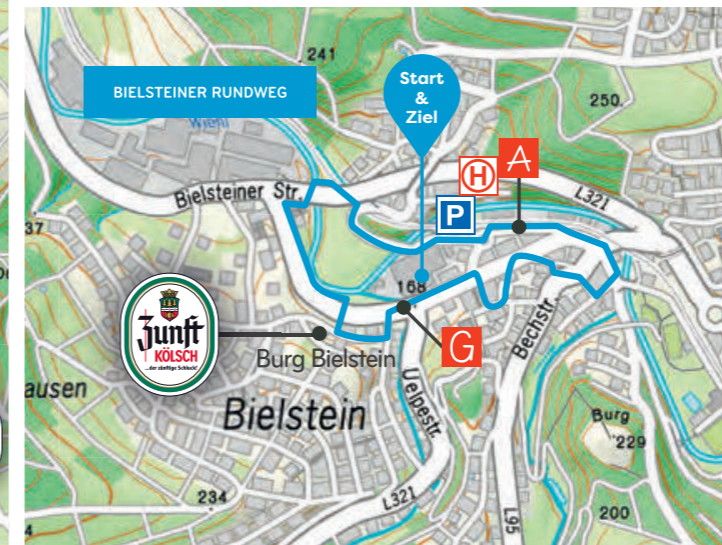 241
BIELSTEINER RUNDWEG
Start
&
Ziel
250.
Wiehl
H
A
Bielsteiner Str.
L321
P
37
168
Zunft
KÖLSCH
...der zünftige Schluck!
Burg Bielstein
G
Bechstr.
ausen
Bielstein
Uelpestr.
Burg
229
234
L321
L95
200
4